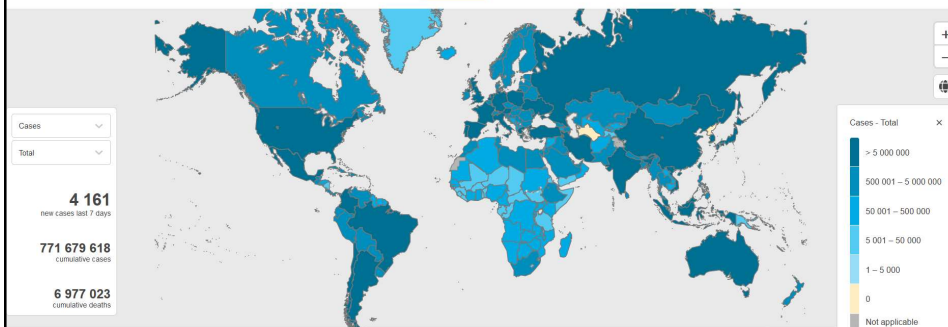 Cases
Total
4 161
new cases last 7 days
771 679 618
cumulative cases
6 977 023
cumulative deaths
+
−
Cases - Total ×
> 5 000 000
500 001 – 5 000 000
50 001 – 500 000
5 001 – 50 000
1 – 5 000
0
Not applicable